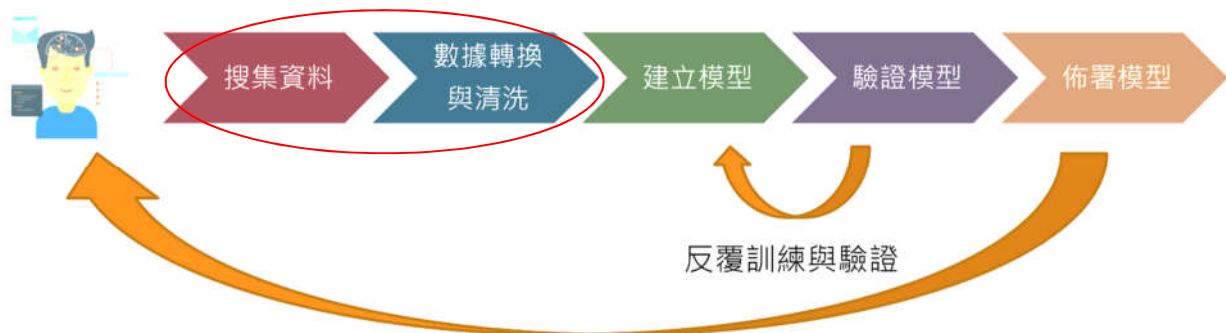 搜集資料
數據轉換
與清洗
建立模型
驗證模型
佈署模型
反覆訓練與驗證